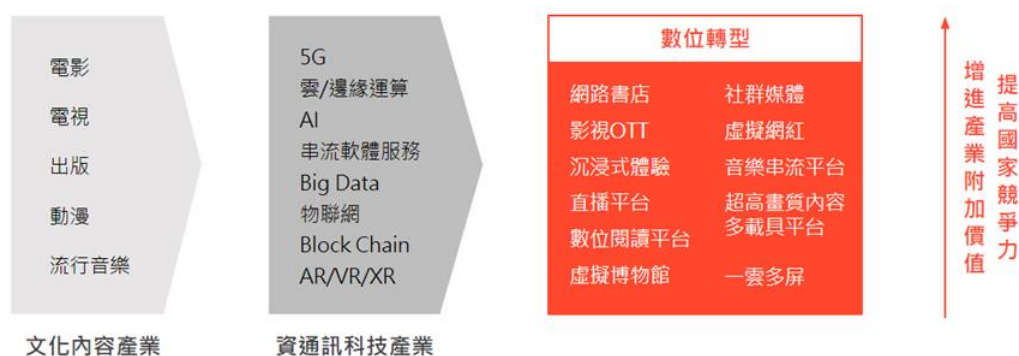 電影
電視
出版
動漫
流行音樂
文化內容產業
5G
雲/邊緣運算
AI
串流軟體服務
Big Data
物聯網
Block Chain
AR/VR/XR
資通訊科技產業
數位轉型
網路書店
影視OTT
沉浸式體驗
直播平台
數位閱讀平台
虛擬博物館
社群媒體
虛擬網紅
音樂串流平台
超高畫質內容
多載具平台
一雲多屏
增進產業附加價值
提高國家競爭力